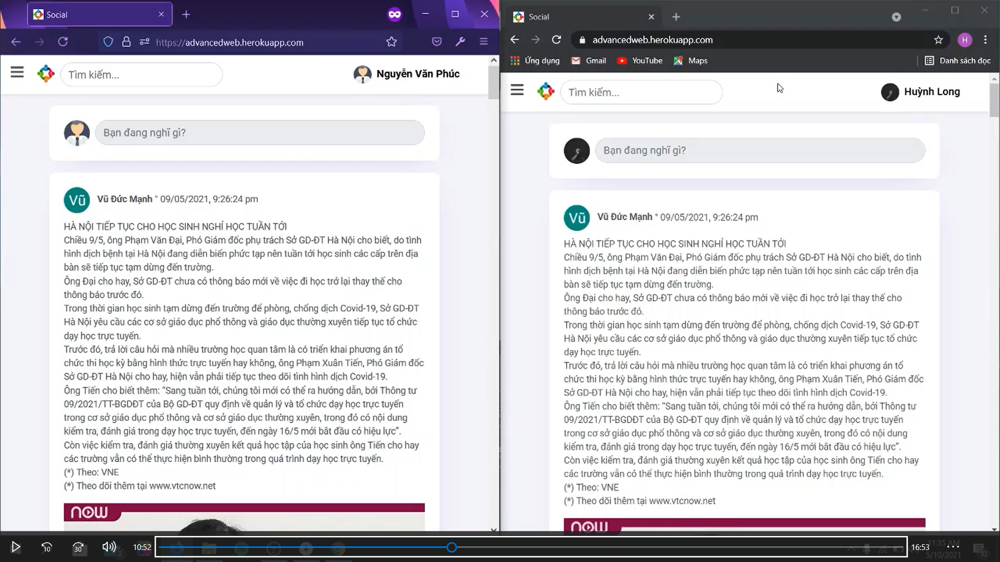 Social
https://advancedweb.herokuapp.com
Tìm kiếm...
Nguyễn Văn Phúc
Bạn đang nghĩ gì?
Vũ
Vũ Đức Mạnh ° 09/05/2021, 9:26:24 pm
HÀ NỘI TIẾP TỤC CHO HỌC SINH NGHỈ HỌC TUẦN TỚI
Chiều 9/5, ông Phạm Văn Đại, Phó Giám đốc phụ trách Sở GD-ĐT Hà Nội cho biết, do tình
hình dịch bệnh tại Hà Nội đang diễn biến phức tạp nên tuần tới học sinh các cấp trên địa
bàn sẽ tiếp tục tạm dừng đến trường.
Ông Đại cho hay, Sở GD-ĐT chưa có thông báo mới về việc đi học trở lại thay thế cho
thông báo trước đó.
Trong thời gian học sinh tạm dừng đến trường để phòng, chống dịch Covid-19, Sở GD-ĐT
Hà Nội yêu cầu các cơ sở giáo dục phổ thông và giáo dục thường xuyên tiếp tục tổ chức
dạy học trực tuyến.
Trước đó, trả lời câu hỏi mà nhiều trường học quan tâm là có triển khai phương án tổ
chức thi học kỳ bằng hình thức trực tuyến hay không, ông Phạm Xuân Tiến, Phó Giám đốc
Sở GD-ĐT Hà Nội cho hay, hiện vẫn phải tiếp tục theo dõi tình hình dịch Covid-19.
Ông Tiến cho biết thêm: “Sang tuần tới, chúng tôi mới có thể ra hướng dẫn, bởi Thông tư
09/2021/TT-BGDĐT của Bộ GD-ĐT quy định về quản lý và tổ chức dạy học trực tuyến
trong cơ sở giáo dục phổ thông và cơ sở giáo dục thường xuyên, trong đó có nội dung
kiểm tra, đánh giá trong dạy học trực tuyến, đến ngày 16/5 mới bắt đầu có hiệu lực”.
Còn việc kiểm tra, đánh giá thường xuyên kết quả học tập của học sinh ông Tiến cho hay
các trường vẫn có thể thực hiện bình thường trong quá trình dạy học trực tuyến.
(*) Theo: VNE
(*) Theo dõi thêm tại www.vtcnow.net
now
Social
advancedweb.herokuapp.com
H
Ứng dụng Gmail YouTube Maps Danh sách đọc
Tìm kiếm...
Huỳnh Long
Bạn đang nghĩ gì?
Vũ
Vũ Đức Mạnh ° 09/05/2021, 9:26:24 pm
HÀ NỘI TIẾP TỤC CHO HỌC SINH NGHỈ HỌC TUẦN TỚI
Chiều 9/5, ông Phạm Văn Đại, Phó Giám đốc phụ trách Sở GD-ĐT Hà Nội cho biết, do tình
hình dịch bệnh tại Hà Nội đang diễn biến phức tạp nên tuần tới học sinh các cấp trên địa
bàn sẽ tiếp tục tạm dừng đến trường.
Ông Đại cho hay, Sở GD-ĐT chưa có thông báo mới về việc đi học trở lại thay thế cho
thông báo trước đó.
Trong thời gian học sinh tạm dừng đến trường để phòng, chống dịch Covid-19, Sở GD-ĐT
Hà Nội yêu cầu các cơ sở giáo dục phổ thông và giáo dục thường xuyên tiếp tục tổ chức
dạy học trực tuyến.
Trước đó, trả lời câu hỏi mà nhiều trường học quan tâm là có triển khai phương án tổ
chức thi học kỳ bằng hình thức trực tuyến hay không, ông Phạm Xuân Tiến, Phó Giám đốc
Sở GD-ĐT Hà Nội cho hay, hiện vẫn phải tiếp tục theo dõi tình hình dịch Covid-19.
Ông Tiến cho biết thêm: “Sang tuần tới, chúng tôi mới có thể ra hướng dẫn, bởi Thông tư
09/2021/TT-BGDĐT của Bộ GD-ĐT quy định về quản lý và tổ chức dạy học trực tuyến
trong cơ sở giáo dục phổ thông và cơ sở giáo dục thường xuyên, trong đó có nội dung
kiểm tra, đánh giá trong dạy học trực tuyến, đến ngày 16/5 mới bắt đầu có hiệu lực”.
Còn việc kiểm tra, đánh giá thường xuyên kết quả học tập của học sinh ông Tiến cho hay
các trường vẫn có thể thực hiện bình thường trong quá trình dạy học trực tuyến.
(*) Theo: VNE
(*) Theo dõi thêm tại www.vtcnow.net
now
10 30 2 10:52 16:53
11:35 AM
5/10/2021
10